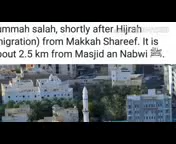 ummah salah, shortly after Hijrah
migration) from Makkah Shareef. It is
bout 2.5 km from Masjid an Nabwi ﷺ.